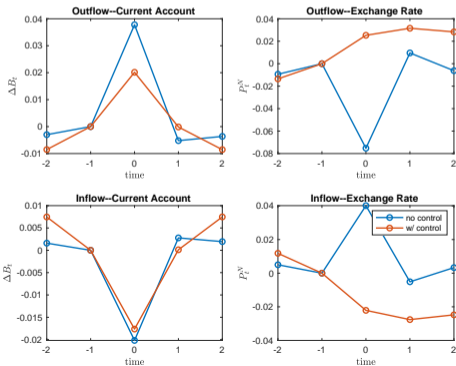 Outflow--Current Account
0.04
0.03
0.02
0.01
0
-0.01
-2 -1 0 1 2
time
ΔB_t
Outflow--Exchange Rate
0.04
0.02
0
-0.02
-0.04
-0.06
-0.08
-2 -1 0 1 2
time
P_t^N
Inflow--Current Account
0.01
0.005
0
-0.005
-0.01
-0.015
-0.02
-2 -1 0 1 2
time
ΔB_t
Inflow--Exchange Rate
no control
w/ control
0.04
0.02
0
-0.02
-0.04
-2 -1 0 1 2
time
P_t^N